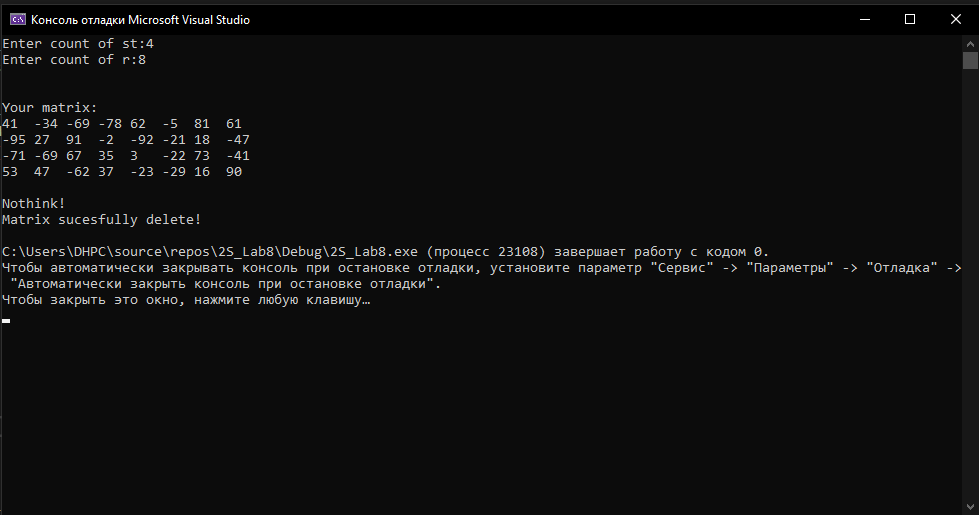 Консоль отладки Microsoft Visual Studio
Enter count of st:4
Enter count of r:8
Your matrix:
41 -34 -69 -78 62 -5 81 61
-95 27 91 -2 -92 -21 18 -47
-71 -69 67 35 3 -22 73 -41
53 47 -62 37 -23 -29 16 90
Nothink!
Matrix sucesfully delete!
C:\Users\DHPC\source\repos\2S_Lab8\Debug\2S_Lab8.exe (процесс 23108) завершает работу с кодом 0.
Чтобы автоматически закрывать консоль при остановке отладки, установите параметр "Сервис" -> "Параметры" -> "Отладка" ->
"Автоматически закрыть консоль при остановке отладки".
Чтобы закрыть это окно, нажмите любую клавишу…